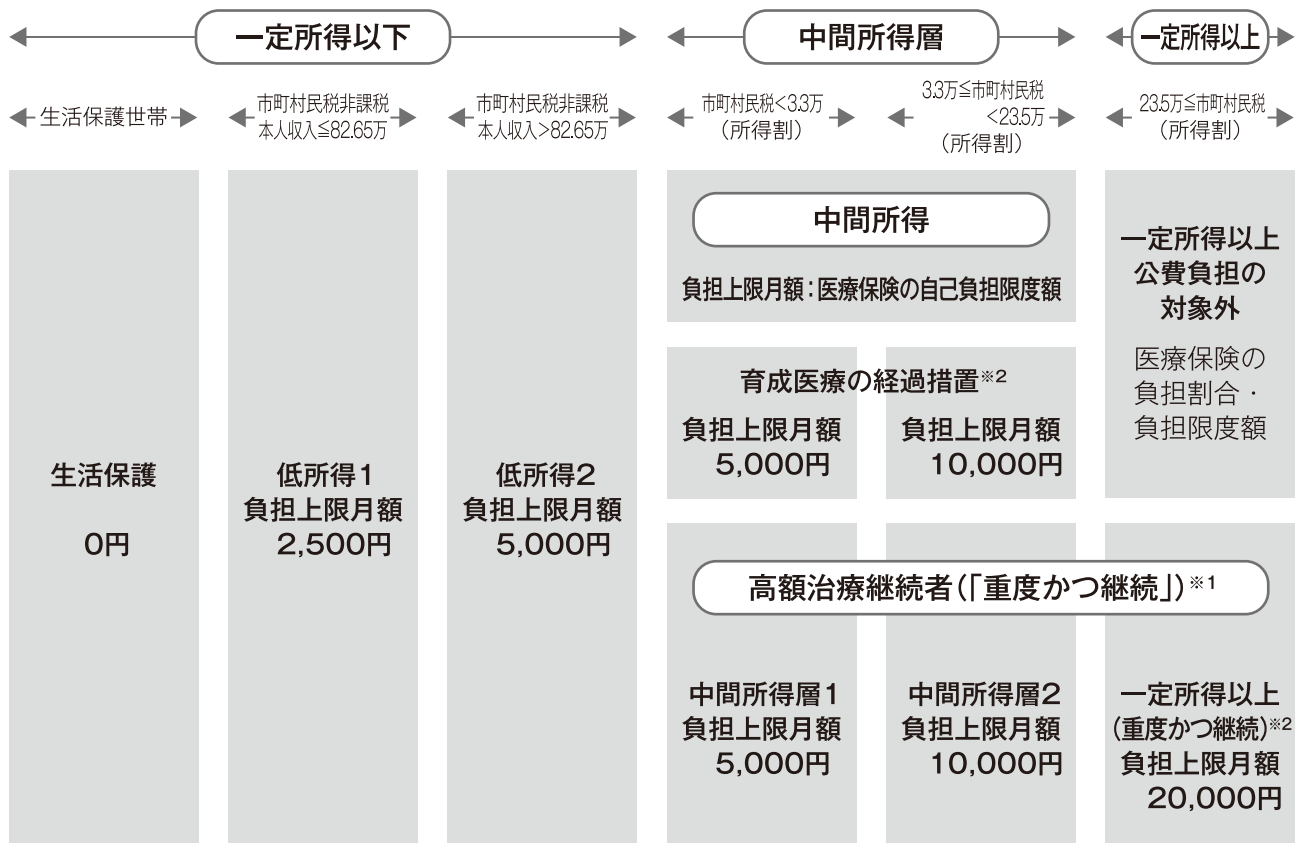 一定所得以下
中間所得層
一定所得以上
生活保護世帯
市町村民税非課税
本人収入≦82.65万
市町村民税非課税
本人収入>82.65万
市町村民税<3.3万
(所得割)
3.3万≦市町村民税
<23.5万
(所得割)
23.5万≦市町村民税
(所得割)
生活保護
0円
低所得1
負担上限月額
2,500円
低所得2
負担上限月額
5,000円
中間所得
負担上限月額:医療保険の自己負担限度額
育成医療の経過措置※2
負担上限月額
5,000円
負担上限月額
10,000円
一定所得以上
公費負担の
対象外
医療保険の
負担割合・
負担限度額
高額治療継続者(「重度かつ継続」)※1
中間所得層1
負担上限月額
5,000円
中間所得層2
負担上限月額
10,000円
一定所得以上
(重度かつ継続)※2
負担上限月額
20,000円